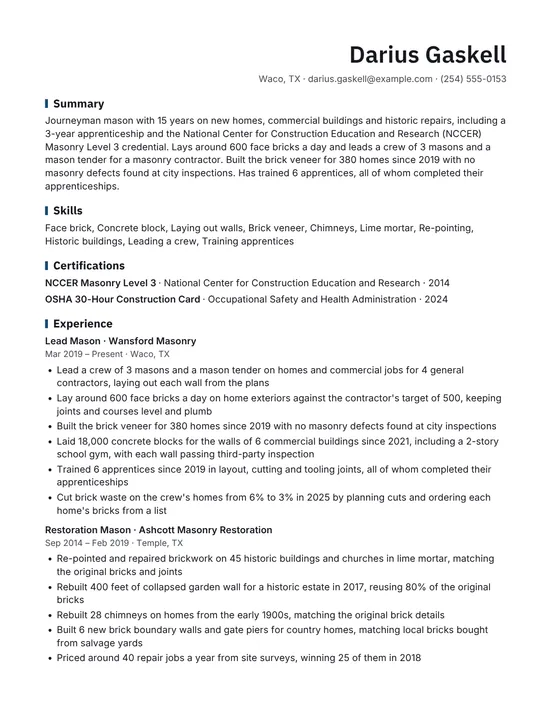 Darius Gaskell
Waco, TX · darius.gaskell@example.com · (254) 555-0153
Summary
Journeyman mason with 15 years on new homes, commercial buildings and historic repairs, including a
3-year apprenticeship and the National Center for Construction Education and Research (NCCER)
Masonry Level 3 credential. Lays around 600 face bricks a day and leads a crew of 3 masons and a
mason tender for a masonry contractor. Built the brick veneer for 380 homes since 2019 with no
masonry defects found at city inspections. Has trained 6 apprentices, all of whom completed their
apprenticeships.
Skills
Face brick, Concrete block, Laying out walls, Brick veneer, Chimneys, Lime mortar, Re-pointing,
Historic buildings, Leading a crew, Training apprentices
Certifications
NCCER Masonry Level 3 · National Center for Construction Education and Research · 2014
OSHA 30-Hour Construction Card · Occupational Safety and Health Administration · 2024
Experience
Lead Mason · Wansford Masonry
Mar 2019 – Present · Waco, TX
• Lead a crew of 3 masons and a mason tender on homes and commercial jobs for 4 general
contractors, laying out each wall from the plans
• Lay around 600 face bricks a day on home exteriors against the contractor's target of 500, keeping
joints and courses level and plumb
• Built the brick veneer for 380 homes since 2019 with no masonry defects found at city inspections
• Laid 18,000 concrete blocks for the walls of 6 commercial buildings since 2021, including a 2-story
school gym, with each wall passing third-party inspection
• Trained 6 apprentices since 2019 in layout, cutting and tooling joints, all of whom completed their
apprenticeships
• Cut brick waste on the crew's homes from 6% to 3% in 2025 by planning cuts and ordering each
home's bricks from a list
Restoration Mason · Ashcott Masonry Restoration
Sep 2014 – Feb 2019 · Temple, TX
• Re-pointed and repaired brickwork on 45 historic buildings and churches in lime mortar, matching
the original bricks and joints
• Rebuilt 400 feet of collapsed garden wall for a historic estate in 2017, reusing 80% of the original
bricks
• Rebuilt 28 chimneys on homes from the early 1900s, matching the original brick details
• Built 6 new brick boundary walls and gate piers for country homes, matching local bricks bought
from salvage yards
• Priced around 40 repair jobs a year from site surveys, winning 25 of them in 2018